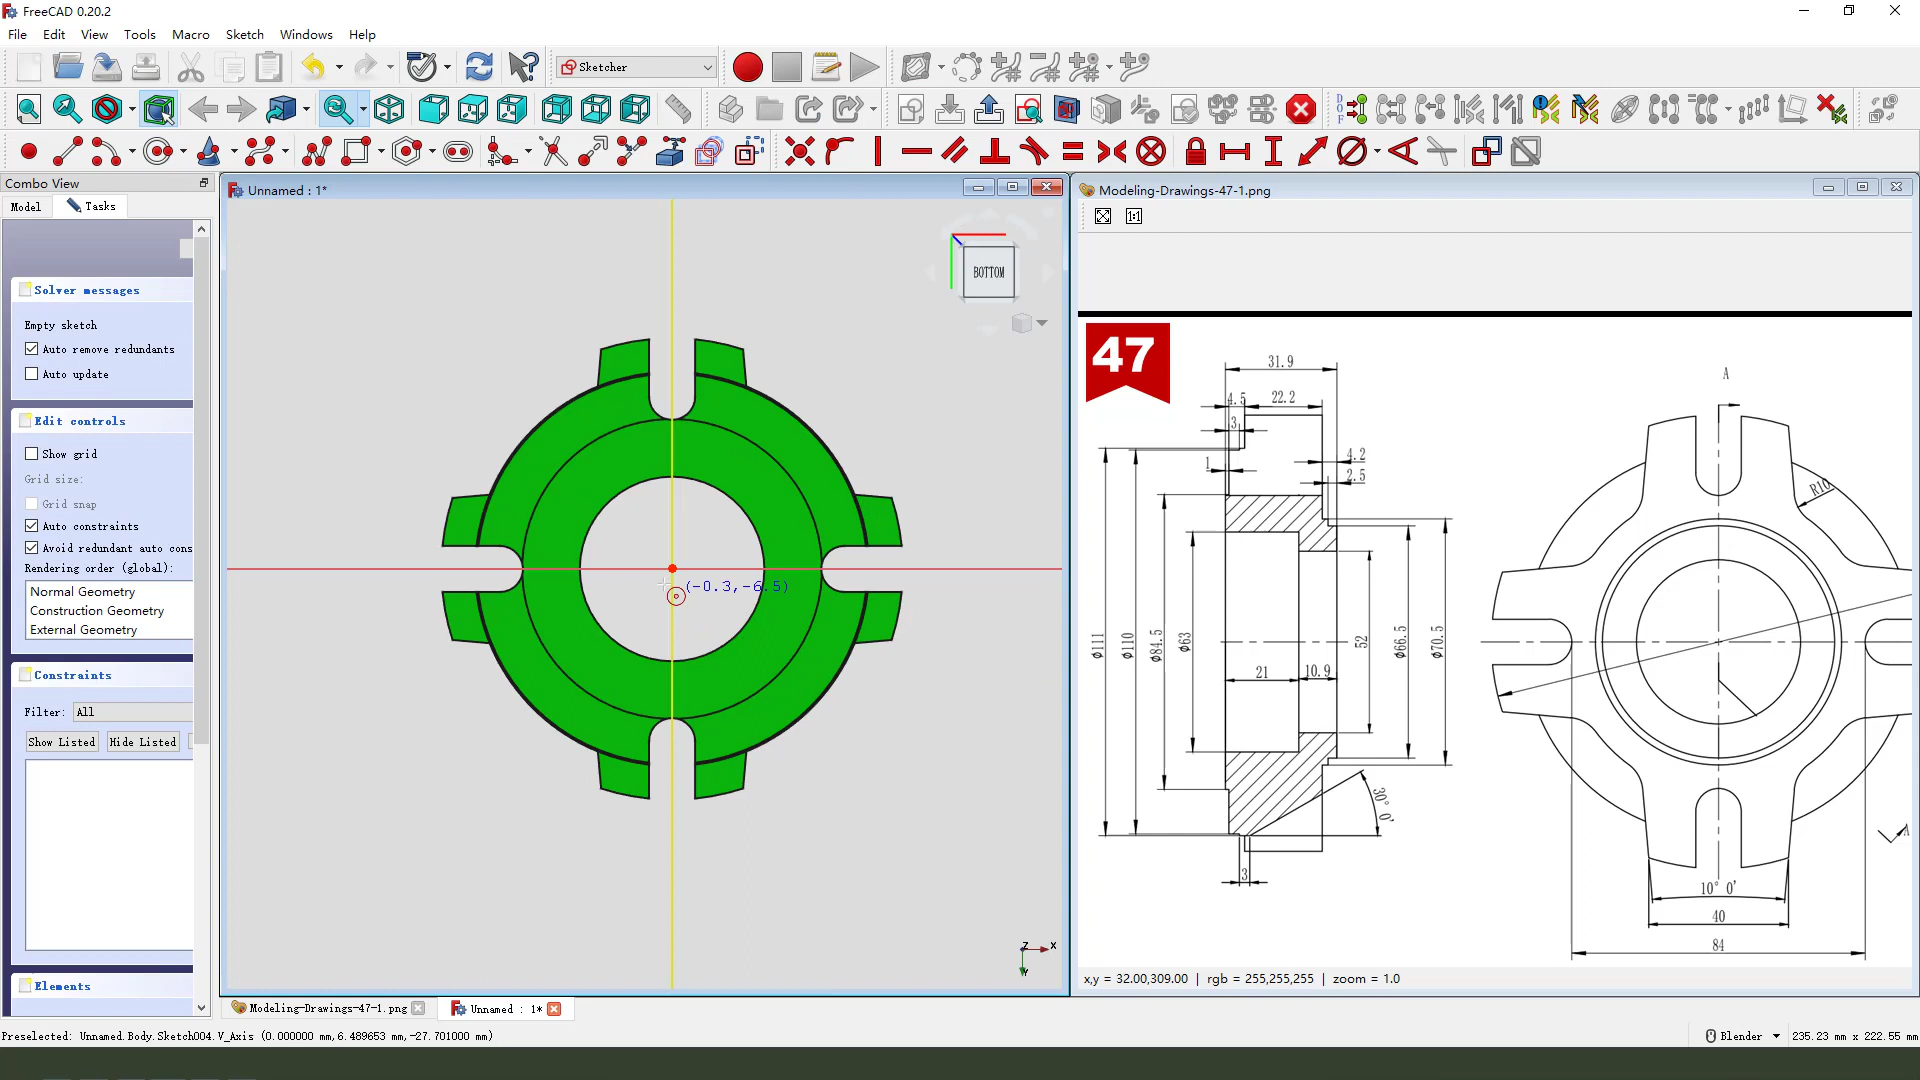 FreeCAD 0.20.2
File Edit View Tools Macro Sketch Windows Help
Sketcher
Combo View
Model
Tasks
Solver messages
Empty sketch
Auto remove redundants
Auto update
Edit controls
Show grid
Grid size:
Grid snap
Auto constraints
Avoid redundant auto cons
Rendering order (global):
Normal Geometry
Construction Geometry
External Geometry
Constraints
Filter: All
Show Listed Hide Listed
Elements
Unnamed : 1*
BOTTOM
(-0.3,-6.5)
Z X
Y
Modeling-Drawings-47-1.png
1:1
47
31.9
A
4.5 22.2
3
4.2
1
2.5
R10
ϕ111
ϕ110
ϕ84.5
ϕ63
52
ϕ66.5
ϕ70.5
21 10.9
30° 0'
A
3
10° 0'
40
84
x,y = 32.00,309.00 | rgb = 255,255,255 | zoom = 1.0
Modeling-Drawings-47-1.png
Unnamed : 1*
Preselected: Unnamed.Body.Sketch004.V_Axis (0.000000 mm,6.489653 mm,-27.701000 mm)
Blender
235.23 mm x 222.55 mm